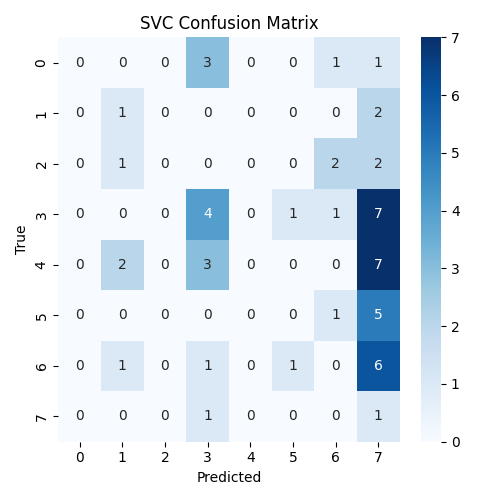 SVC Confusion Matrix
True
0 0 0 0 3 0 0 1 1
1 0 1 0 0 0 0 0 2
2 0 1 0 0 0 0 2 2
3 0 0 0 4 0 1 1 7
4 0 2 0 3 0 0 0 7
5 0 0 0 0 0 0 1 5
6 0 1 0 1 0 1 0 6
7 0 0 0 1 0 0 0 1
0 1 2 3 4 5 6 7
Predicted
7
6
5
4
3
2
1
0